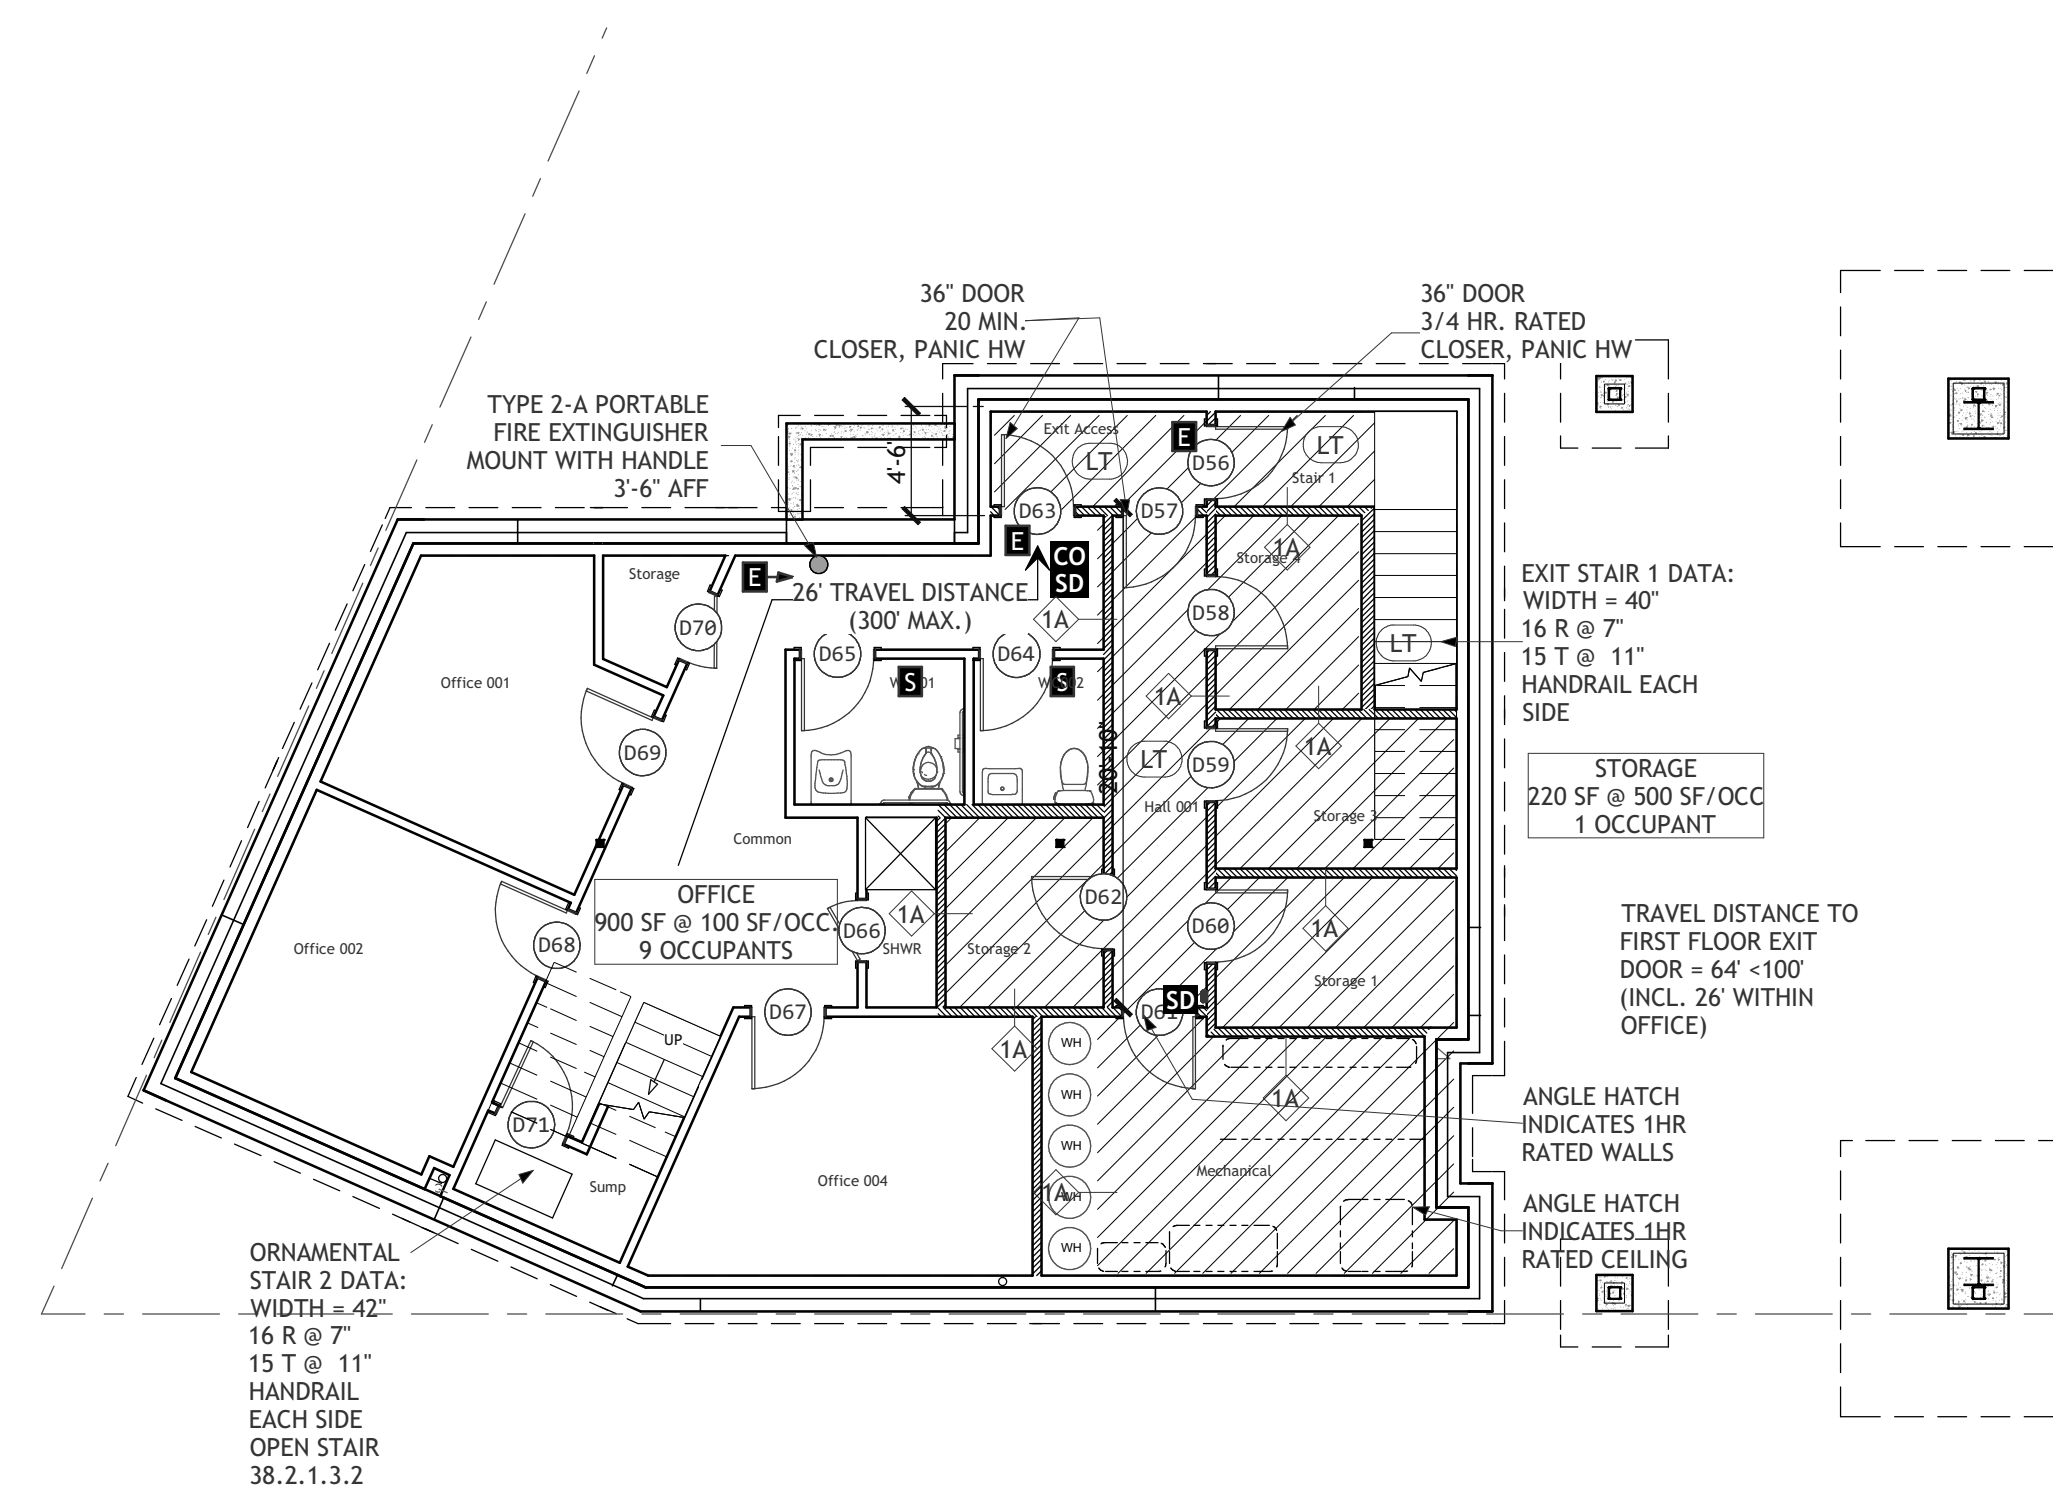 36" DOOR
20 MIN.
CLOSER, PANIC HW
36" DOOR
3/4 HR. RATED
CLOSER, PANIC HW
TYPE 2-A PORTABLE
FIRE EXTINGUISHER
MOUNT WITH HANDLE
3'-6" AFF
4'-6"
Exit Access
LT
E
D56
LT
Stair 1
D63
D57
E
CO
SD
1A
Storage 4
Storage
E
26' TRAVEL DISTANCE
(300' MAX.)
1A
D70
D65
D64
D58
LT
EXIT STAIR 1 DATA:
WIDTH = 40"
16 R @ 7"
15 T @ 11"
HANDRAIL EACH
SIDE
Office 001
S
S
1A
D69
20'-10"
LT
D59
1A
Hall 001
Storage 3
STORAGE
220 SF @ 500 SF/OCC
1 OCCUPANT
Common
OFFICE
900 SF @ 100 SF/OCC.
9 OCCUPANTS
1A
D66
SHWR
D62
D60
1A
Storage 2
Storage 1
Office 002
D68
TRAVEL DISTANCE TO
FIRST FLOOR EXIT
DOOR = 64' <100'
(INCL. 26' WITHIN
OFFICE)
D67
SD
D61
UP
1A
WH
WH
WH
WH
WH
1A
1A
D71
Sump
Office 004
Mechanical
ANGLE HATCH
INDICATES 1HR
RATED WALLS
ANGLE HATCH
INDICATES 1HR
RATED CEILING
ORNAMENTAL
STAIR 2 DATA:
WIDTH = 42"
16 R @ 7"
15 T @ 11"
HANDRAIL
EACH SIDE
OPEN STAIR
38.2.1.3.2